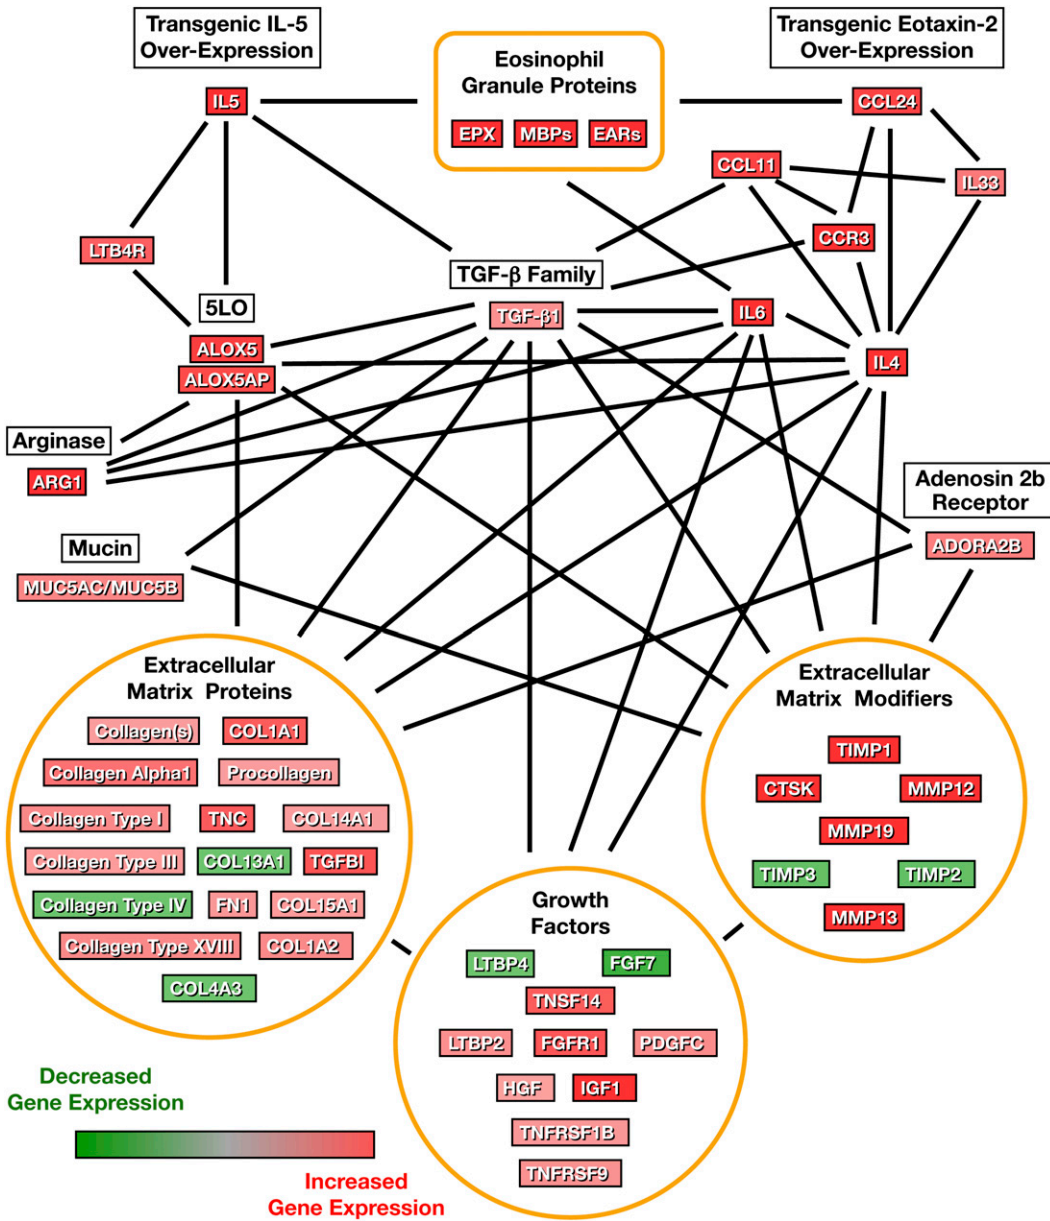 Transgenic IL-5
Over-Expression
Transgenic Eotaxin-2
Over-Expression
Eosinophil
Granule Proteins
IL5
CCL24
EPX
MBPs
EARs
CCL11
IL33
CCR3
LTB4R
TGF-β Family
TGF-β1
IL6
5LO
ALOX5
ALOX5AP
IL4
Arginase
ARG1
Adenosin 2b
Receptor
ADORA2B
Mucin
MUC5AC/MUC5B
Extracellular
Matrix Proteins
Collagen(s)
COL1A1
Collagen Alpha1
Procollagen
Collagen Type I
TNC
COL14A1
Collagen Type III
COL13A1
TGFBI
Collagen Type IV
FN1
COL15A1
Collagen Type XVIII
COL1A2
COL4A3
Extracellular
Matrix Modifiers
TIMP1
CTSK
MMP12
MMP19
TIMP3
TIMP2
MMP13
Growth
Factors
LTBP4
FGF7
TNSF14
LTBP2
FGFR1
PDGFC
HGF
IGF1
TNFRSF1B
TNFRSF9
Decreased
Gene Expression
Increased
Gene Expression